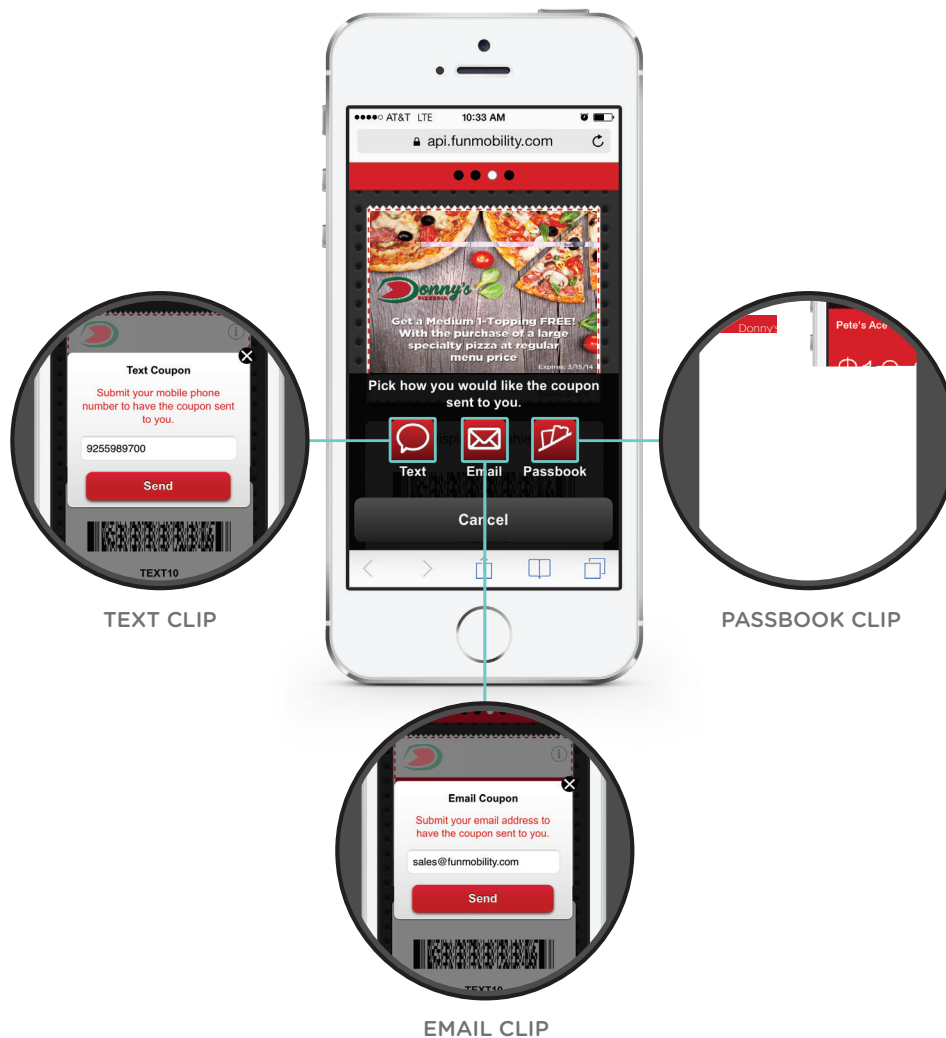 AT&T LTE 10:33 AM
api.funmobility.com
Donny's
PIZZERIA
Get a Medium 1-Topping FREE!
With the purchase of a large
specialty pizza at regular
menu price
Expires: 3/15/14
Pick how you would like the coupon
sent to you.
Text Email Passbook
Cancel
Text Coupon
Submit your mobile phone
number to have the coupon sent
to you.
9255989700
Send
TEXT10
TEXT CLIP
Donny's
Pete's Ace
PASSBOOK CLIP
Email Coupon
Submit your email address to
have the coupon sent to you.
sales@funmobility.com
Send
TEXT10
EMAIL CLIP